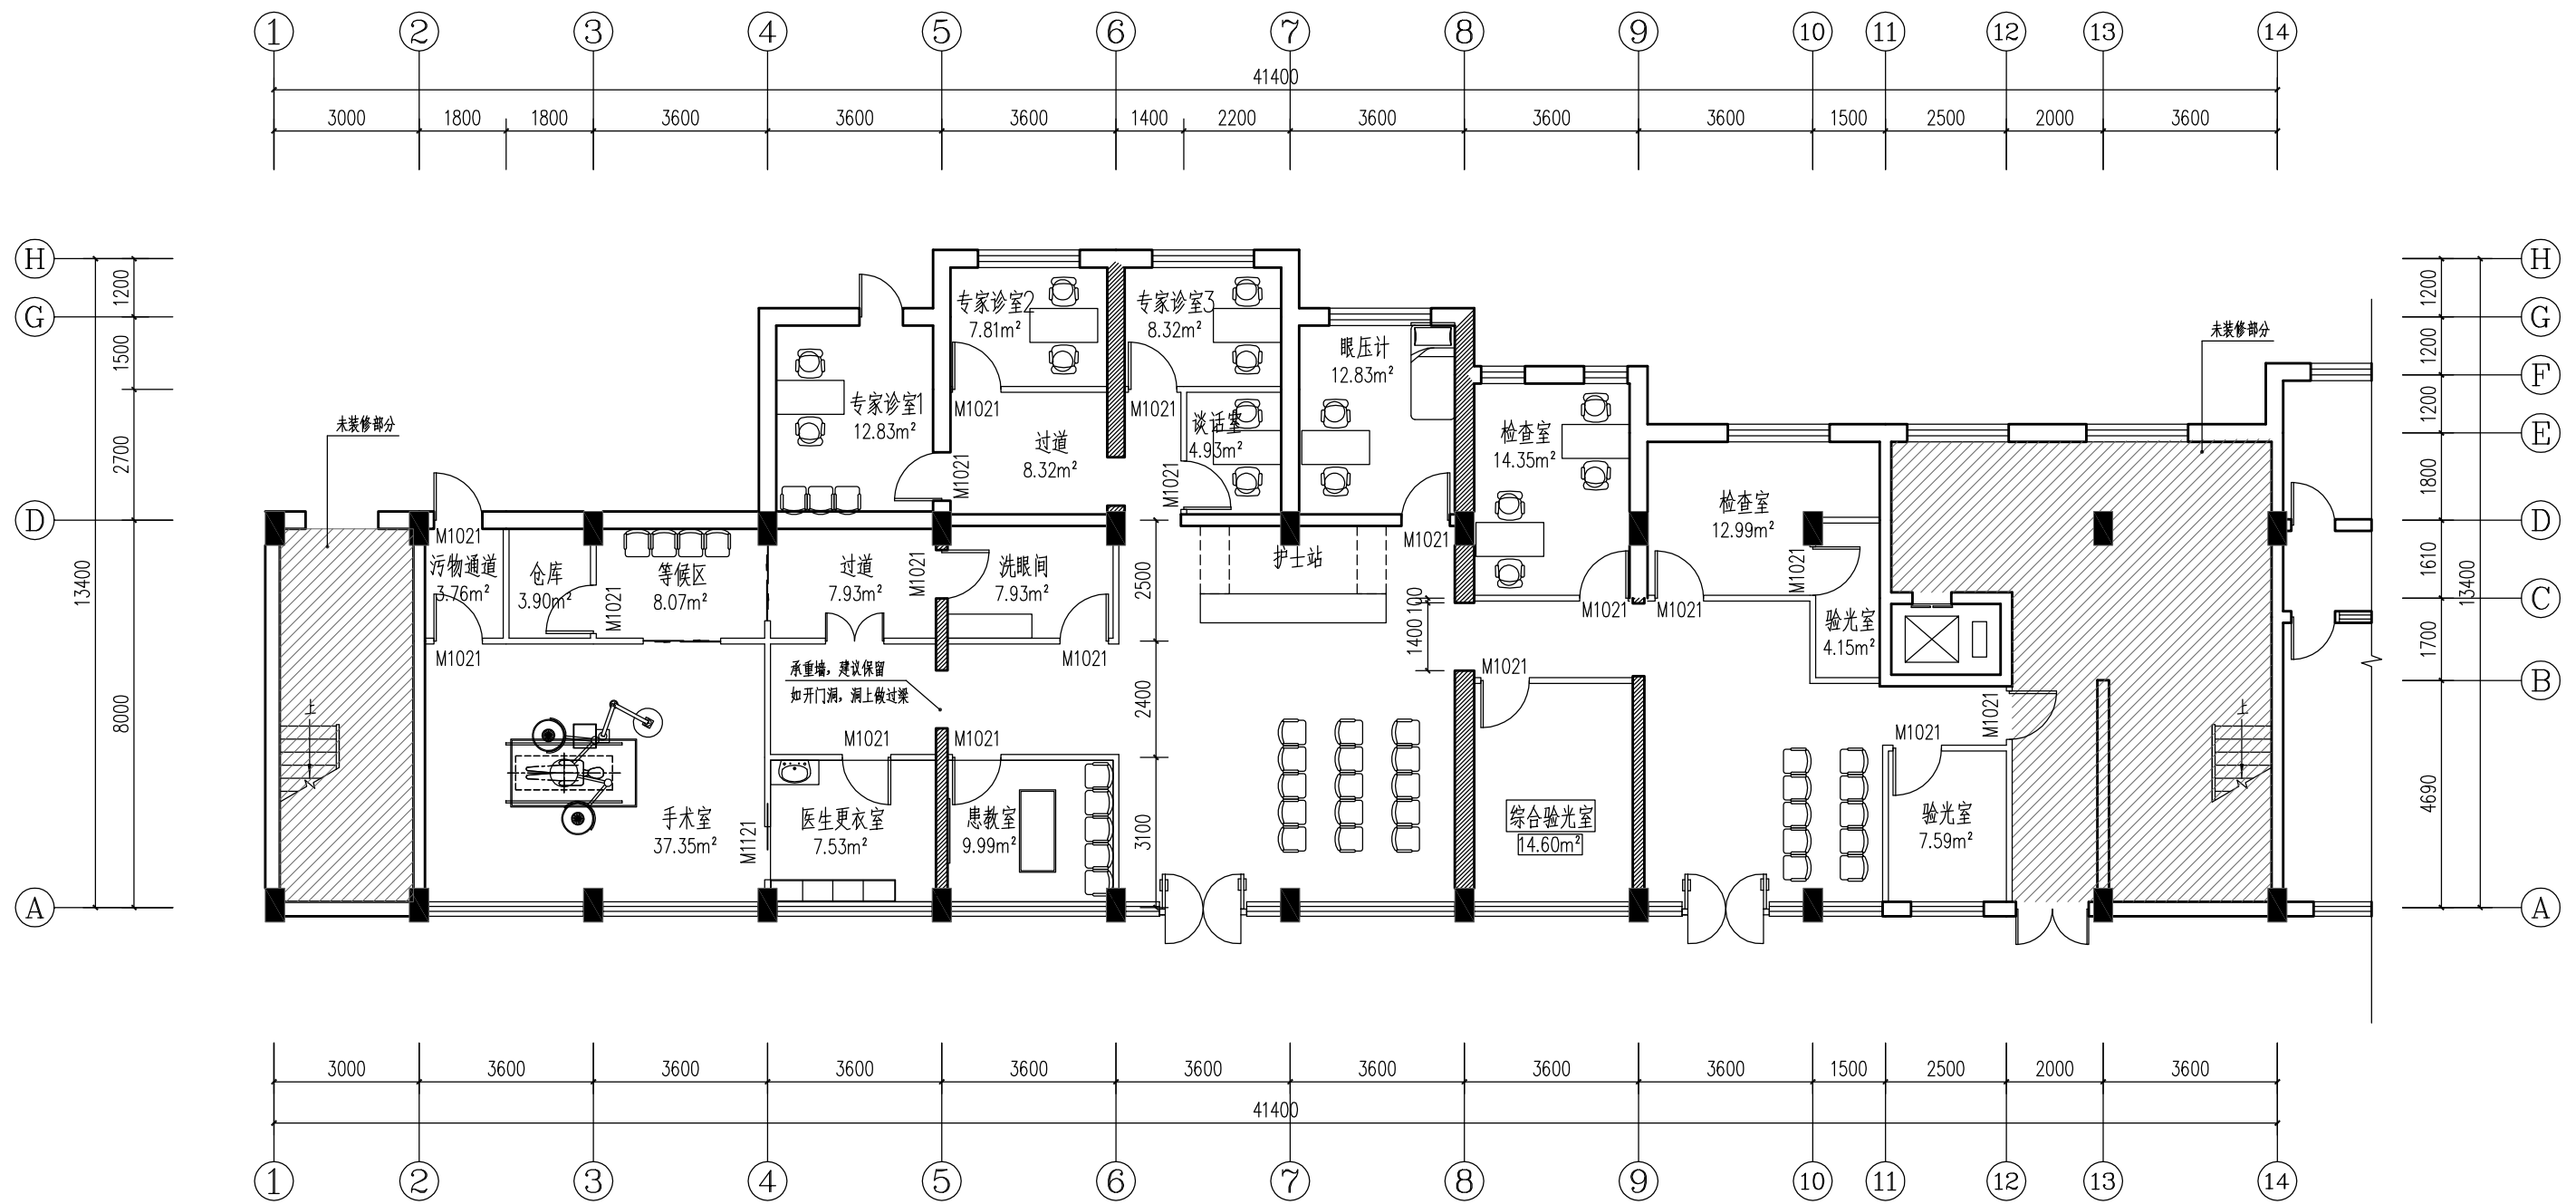 1 2 3 4 5 6 7 8 9 10 11 12 13 14
41400
3000 1800 1800 3600 3600 3600 1400 2200 3600 3600 3600 1500 2500 2000 3600
H
G
D
A
1200
1500
2700
8000
13400
H
G
F
E
D
C
B
A
1200
1200
1200
1800
1610
1700
4690
13400
未装修部分
未装修部分
专家诊室2
7.81m²
专家诊室3
8.32m²
眼压计
12.83m²
专家诊室1
12.83m²
M1021
M1021
谈话室
4.93m²
过道
8.32m²
检查室
14.35m²
M1021
M1021
检查室
12.99m²
M1021
污物通道
3.76m²
仓库
3.90m²
M1021
等候区
8.07m²
过道
7.93m²
M1021
洗眼间
7.93m²
护士站
M1021
M1021
M1021
M1021
验光室
4.15m²
2500
2400
3100
100
1400
M1021
M1021
M1021
承重墙，建议保留
如开门洞，洞上做过梁
上
上
M1021
M1021
M1021
M1021
手术室
37.35m²
M1121
医生更衣室
7.53m²
患教室
9.99m²
综合验光室
14.60m²
验光室
7.59m²
3000 3600 3600 3600 3600 3600 3600 3600 3600 1500 2500 2000 3600
41400
1 2 3 4 5 6 7 8 9 10 11 12 13 14